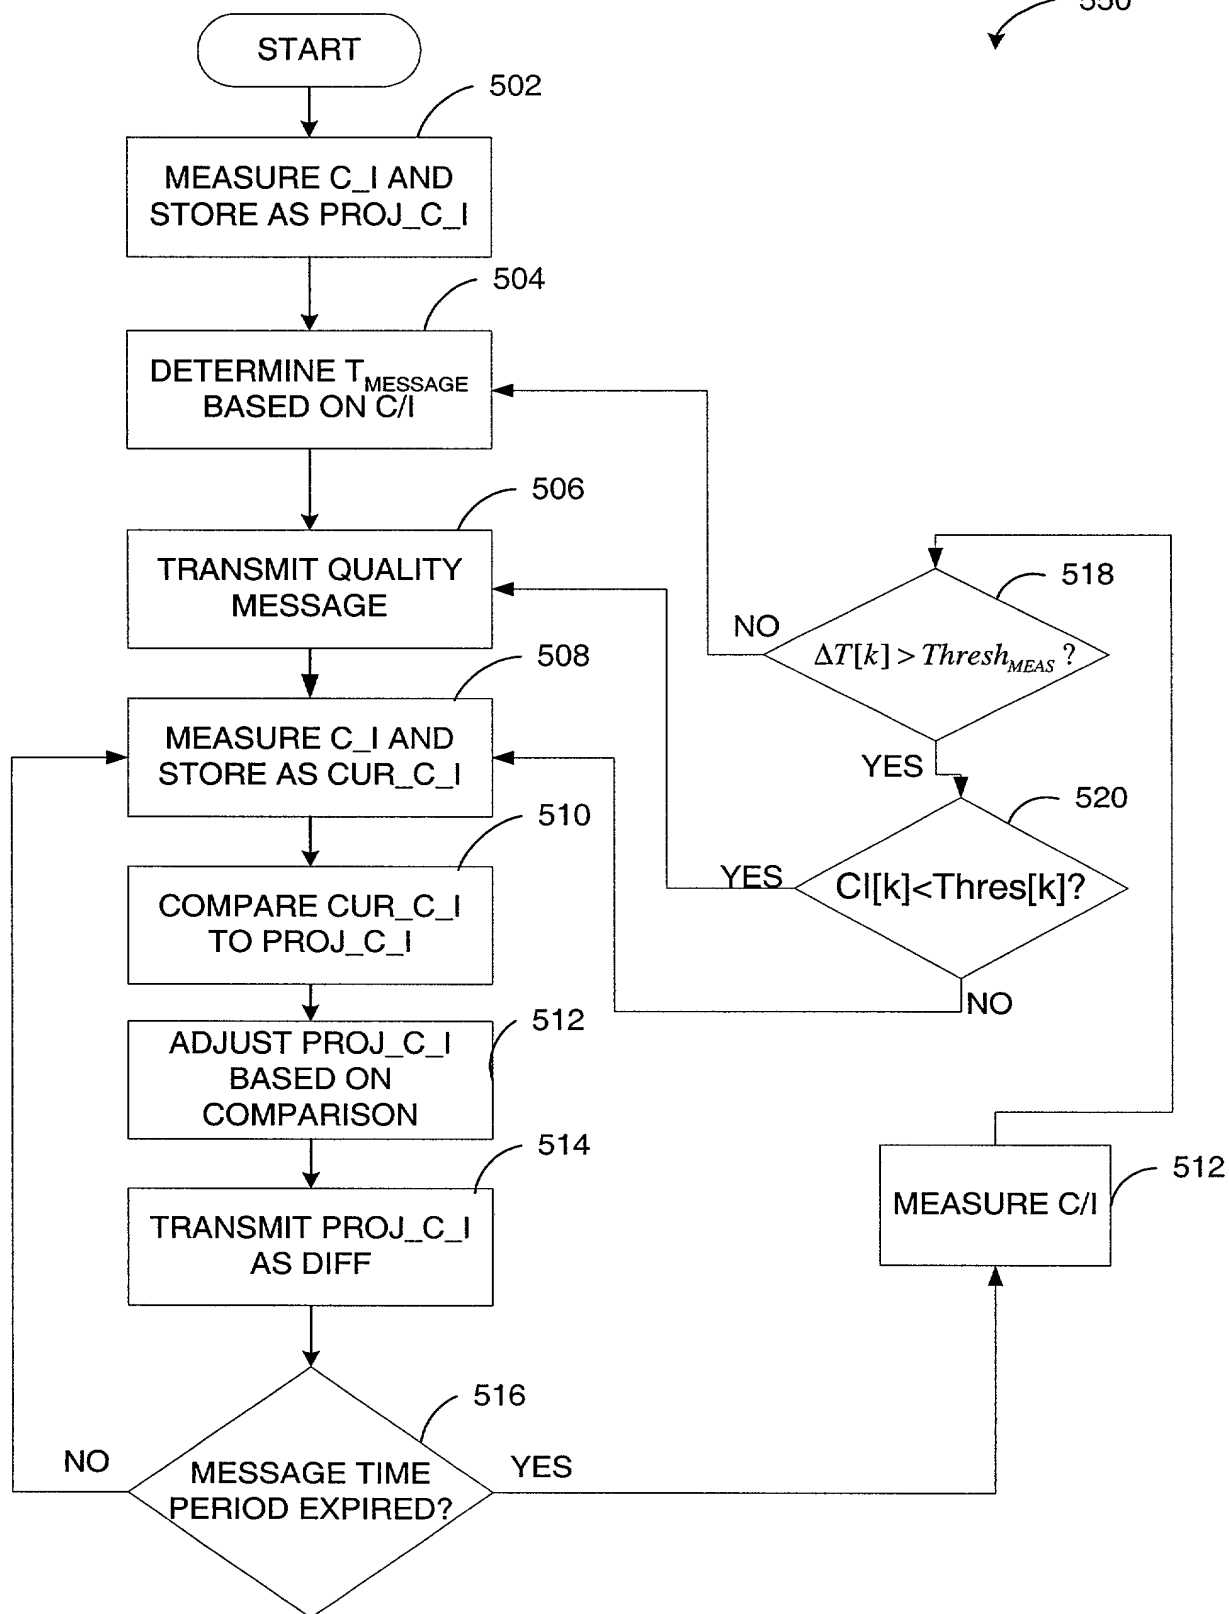 550
START
502
MEASURE C_I AND
STORE AS PROJ_C_I
504
DETERMINE T_MESSAGE
BASED ON C/I
506
TRANSMIT QUALITY
MESSAGE
518
NO
ΔT[k] > Thresh_MEAS ?
YES
508
MEASURE C_I AND
STORE AS CUR_C_I
520
YES
CI[k]<Thres[k]?
NO
510
COMPARE CUR_C_I
TO PROJ_C_I
512
ADJUST PROJ_C_I
BASED ON
COMPARISON
514
TRANSMIT PROJ_C_I
AS DIFF
512
MEASURE C/I
516
NO
MESSAGE TIME
PERIOD EXPIRED?
YES